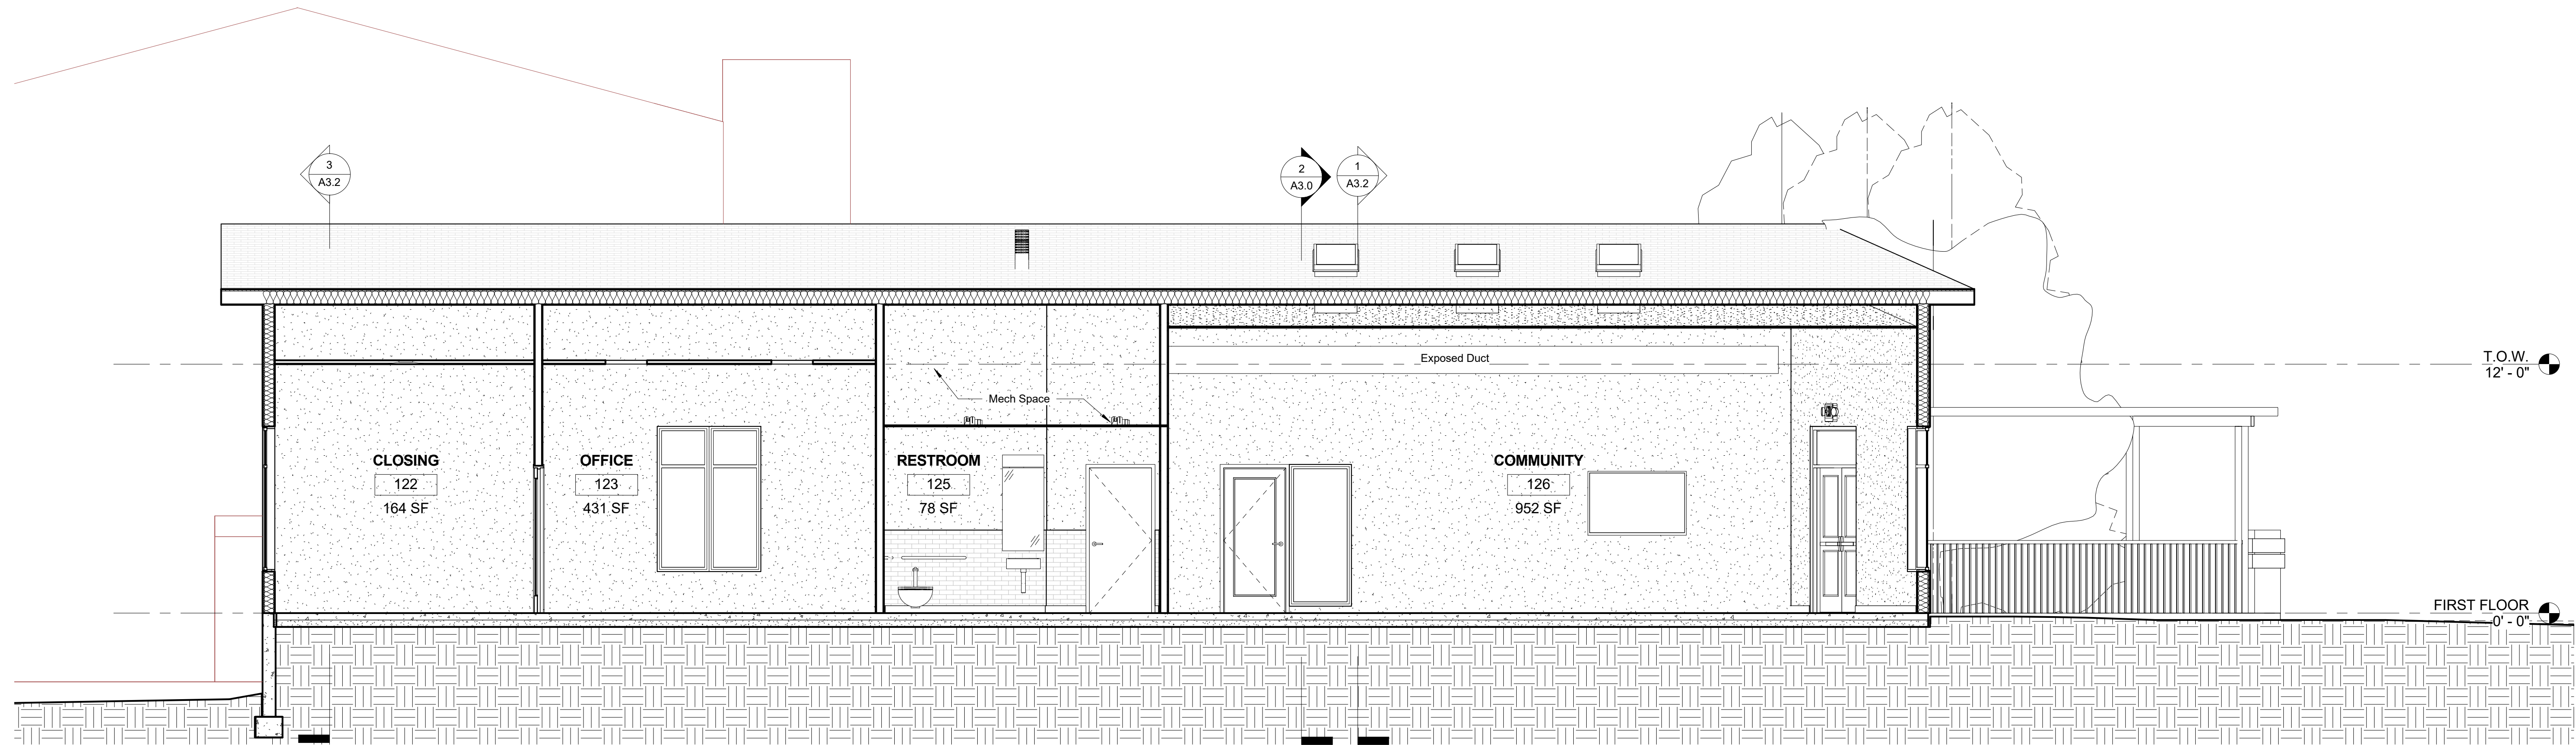 3
A3.2
2
A3.0
1
A3.2
Exposed Duct
T.O.W.
12' - 0"
Mech Space
CLOSING
122
164 SF
OFFICE
123
431 SF
RESTROOM
125
78 SF
COMMUNITY
126
952 SF
FIRST FLOOR
0' - 0"